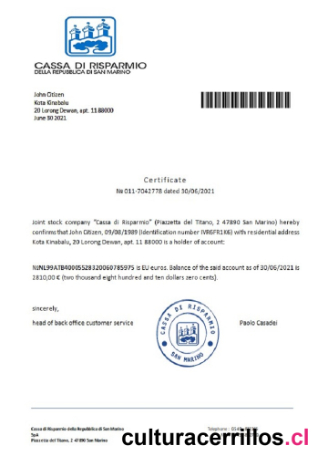 CASSA DI RISPARMIO
DELLA REPUBBLICA DI SAN MARINO
John Citizen
Kota Kinabalu
20 Lorong Dewan, apt. 11 88000
June 30 2021
Certificate
№ 011-7042778 dated 30/06/2021
Joint stock company "Cassa di Risparmio" (Piazzetta del Titano, 2 47890 San Marino) hereby
confirms that John Citizen, 09/08/1989 (Identification number IVR6FR1K6) with residential address
Kota Kinabalu, 20 Lorong Dewan, apt. 11 88000 is a holder of account:
is EU euros. Balance of the said account as of 30/06/2021 is
2810,00 € (two thousand eight hundred and ten dollars zero cents).
sincerely,
head of back office customer service
Paolo Casadei
CASSA DI RISPARMIO
SAN MARINO
Cassa di Risparmio della Repubblica di San Marino
SpA
Piazzetta del Titano, 2 47890 San Marino
Telephone
culturacerrillos.cl